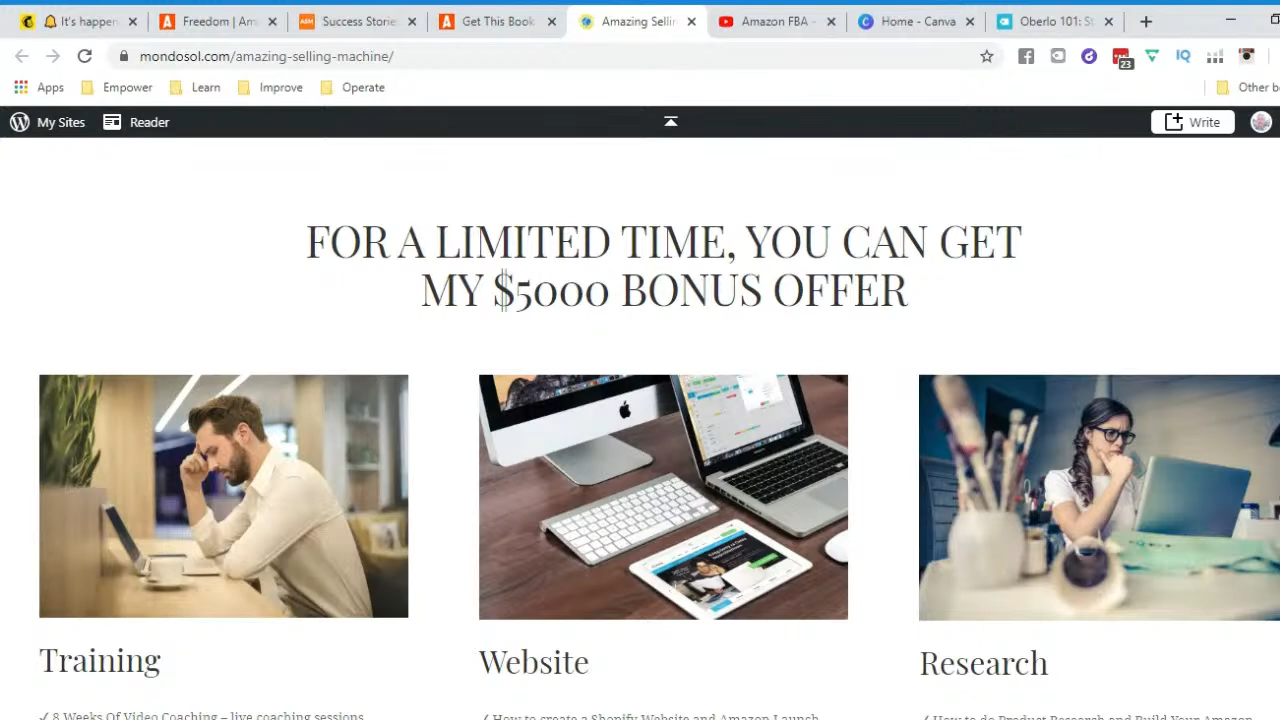 It's happen
Freedom | Am
Success Storie
Get This Book
Amazing Sellin
Amazon FBA -
Home - Canva
Oberlo 101: St
mondosol.com/amazing-selling-machine/
23
IQ
Apps
Empower
Learn
Improve
Operate
Other b
My Sites
Reader
Write
FOR A LIMITED TIME, YOU CAN GET
MY $5000 BONUS OFFER
Training
Website
Research
✓ 8 Weeks Of Video Coaching – live coaching sessions
✓ How to create a Shopify Website and Amazon Launch
✓ How to do Product Research and Build Your Amazon